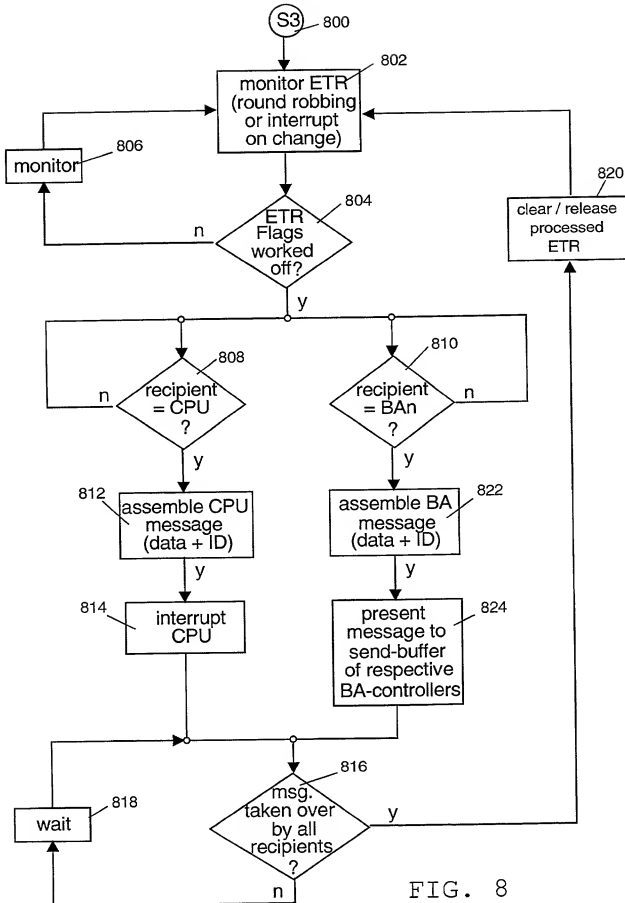 S3
800
802
monitor ETR
(round robbing
or interrupt
on change)
806
monitor
820
clear / release
processed
ETR
804
ETR
Flags
worked
off?
n
y
808
recipient
= CPU
?
n
y
810
recipient
= BAn
?
n
y
812
assemble CPU
message
(data + ID)
y
822
assemble BA
message
(data + ID)
y
814
interrupt
CPU
824
present
message to
send-buffer
of respective
BA-controllers
816
msg.
taken over
by all
recipients
?
y
n
818
wait
FIG. 8